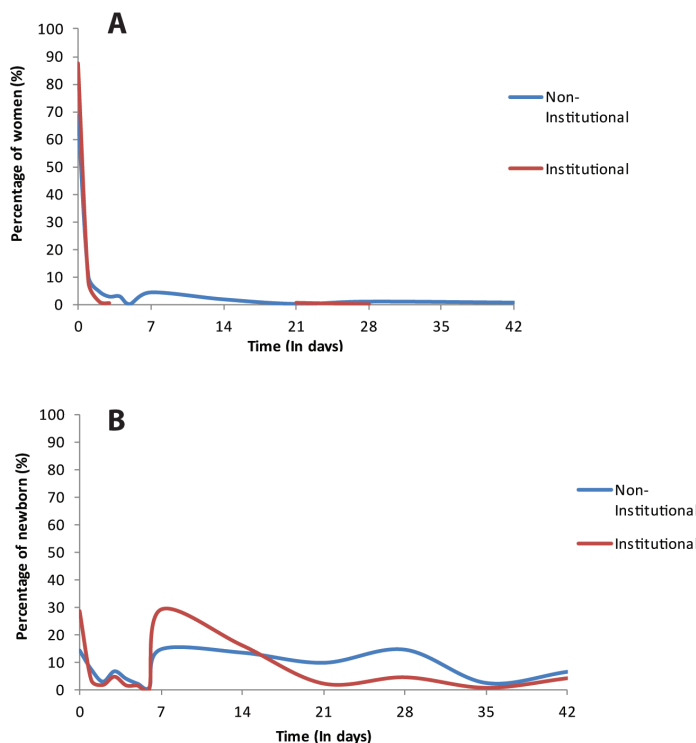 A
Percentage of women (%)
100
90
80
70
60
50
40
30
20
10
0
0 7 14 21 28 35 42
Time (In days)
Non-
Institutional
Institutional
B
Percentage of newborn (%)
100
90
80
70
60
50
40
30
20
10
0
0 7 14 21 28 35 42
Time (In days)
Non-
Institutional
Institutional